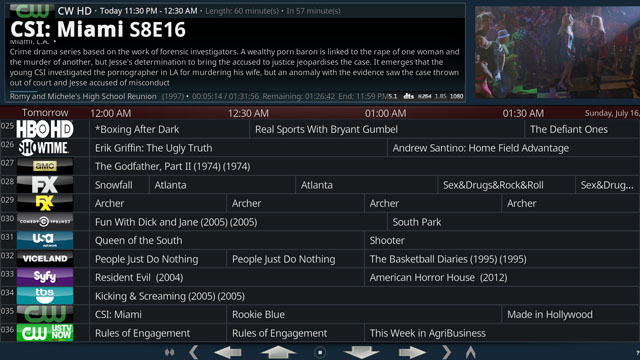 CW CW HD • Today 11:30 PM - 12:30 AM • Length: 60 minute(s) • In 57 minute(s)
CSI: Miami S8E16
Miami, L.A. •
Crime drama series based on the work of forensic investigators. A wealthy porn baron is linked to the rape of one woman and
the murder of another, but Jesse's determination to bring the accused to justice jeopardises the case. It emerges that the
young CSI investigated the pornographer in LA for murdering his wife, but an anomaly with the evidence saw the case thrown
out of court and Jesse accused of misconduct
Romy and Michele's High School Reunion (1997) • 00:05:14 / 01:31:56 Remaining: 01:26:42 End: 11:59 PM 5.1 dts H264 1.85 1080
Tomorrow 12:00 AM 12:30 AM 01:00 AM 01:30 AM Sunday, July 16,
025 HBO HD *Boxing After Dark Real Sports With Bryant Gumbel The Defiant Ones
026 SHOWTIME Erik Griffin: The Ugly Truth Andrew Santino: Home Field Advantage
027 amc The Godfather, Part II (1974) (1974)
028 FX Snowfall Atlanta Atlanta Sex&Drugs&Rock&Roll Sex&Drug...
029 FX Archer Archer Archer Archer
030 COMEDY CENTRAL Fun With Dick and Jane (2005) (2005) South Park
031 usa network Queen of the South Shooter
032 VICELAND People Just Do Nothing People Just Do Nothing The Basketball Diaries (1995) (1995)
033 Syfy Resident Evil (2004) American Horror House (2012)
034 tbs Kicking & Screaming (2005) (2005)
035 CW CSI: Miami Rookie Blue Made in Hollywood
036 CW USTV NOW Rules of Engagement Rules of Engagement This Week in AgriBusiness